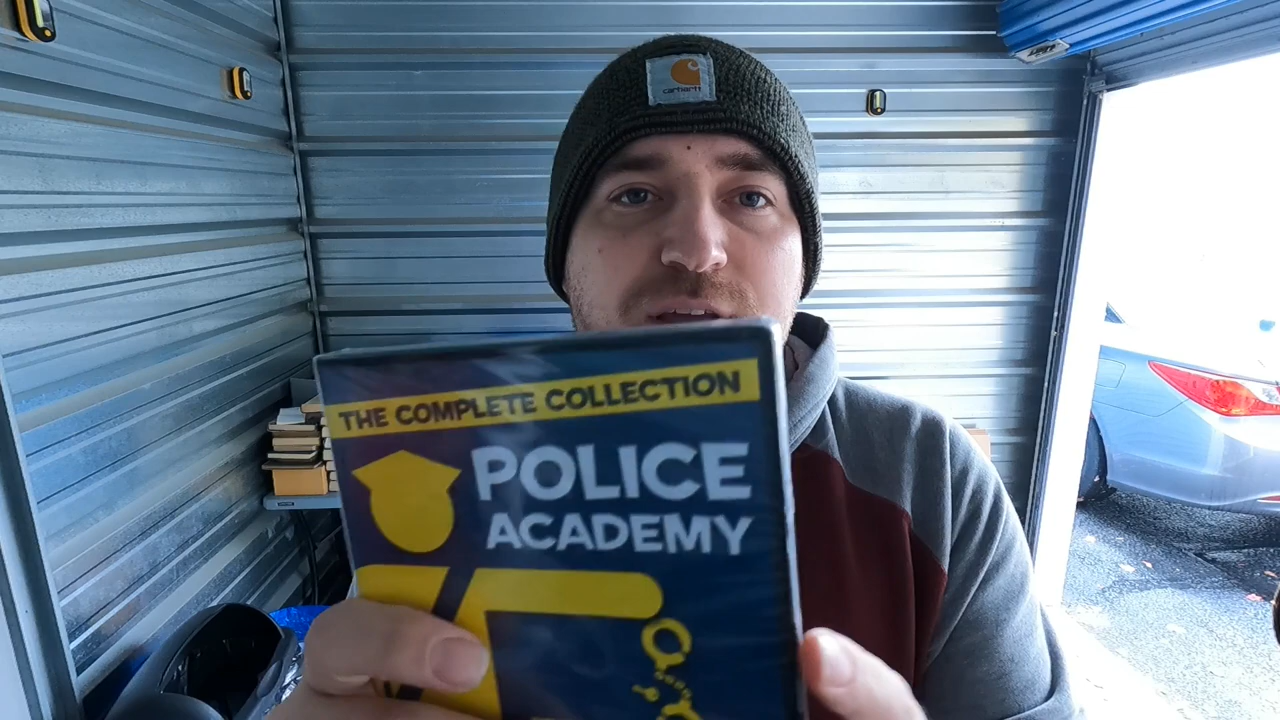 carhartt
THE COMPLETE COLLECTION
POLICE
ACADEMY